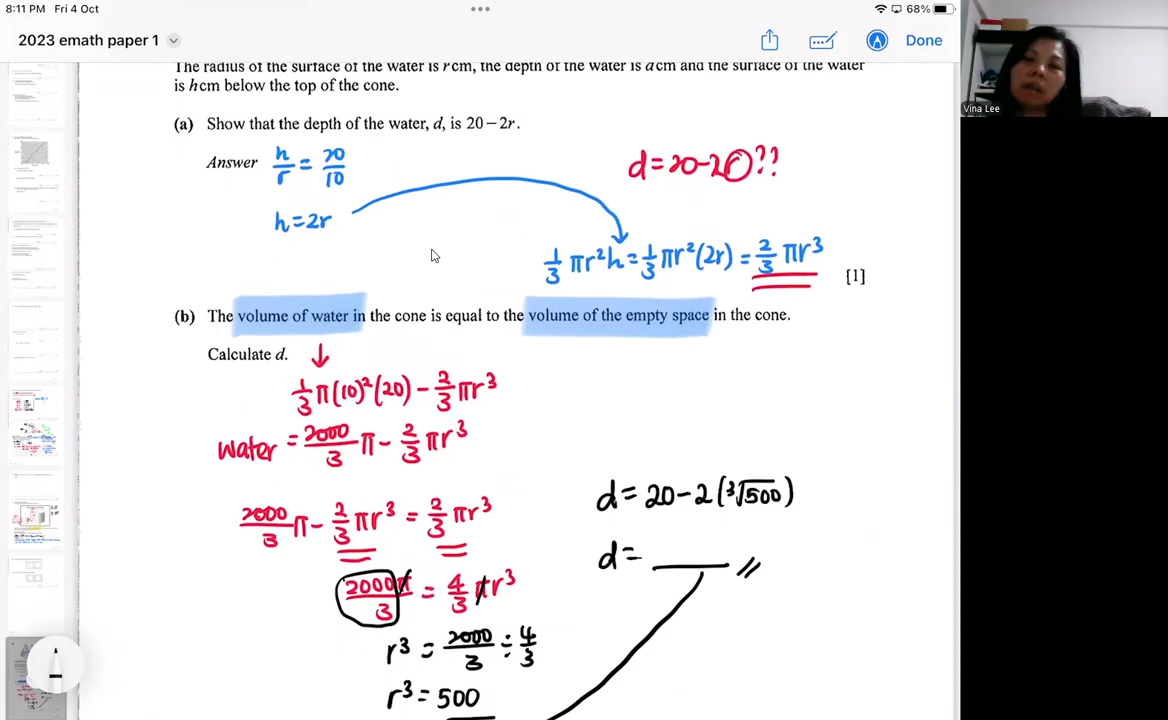 8:11 PM Fri 4 Oct
68%
2023 emath paper 1
Done
The radius of the surface of the water is r cm, the depth of the water is d cm and the surface of the water
is h cm below the top of the cone.
(a) Show that the depth of the water, d, is 20 – 2r.
Answer h/r = 20/10
d = 20 - 2r ??
h = 2r
1/3 πr²h = 1/3 πr²(2r) = 2/3 πr³
[1]
(b) The volume of water in the cone is equal to the volume of the empty space in the cone.
Calculate d.
1/3 π(10)²(20) - 2/3 πr³
water = 2000/3 π - 2/3 πr³
2000/3 π - 2/3 πr³ = 2/3 πr³
d = 20 - 2(³√500)
d =
2000π/3 = 4/3 πr³
r³ = 2000/3 ÷ 4/3
r³ = 500
Vina Lee